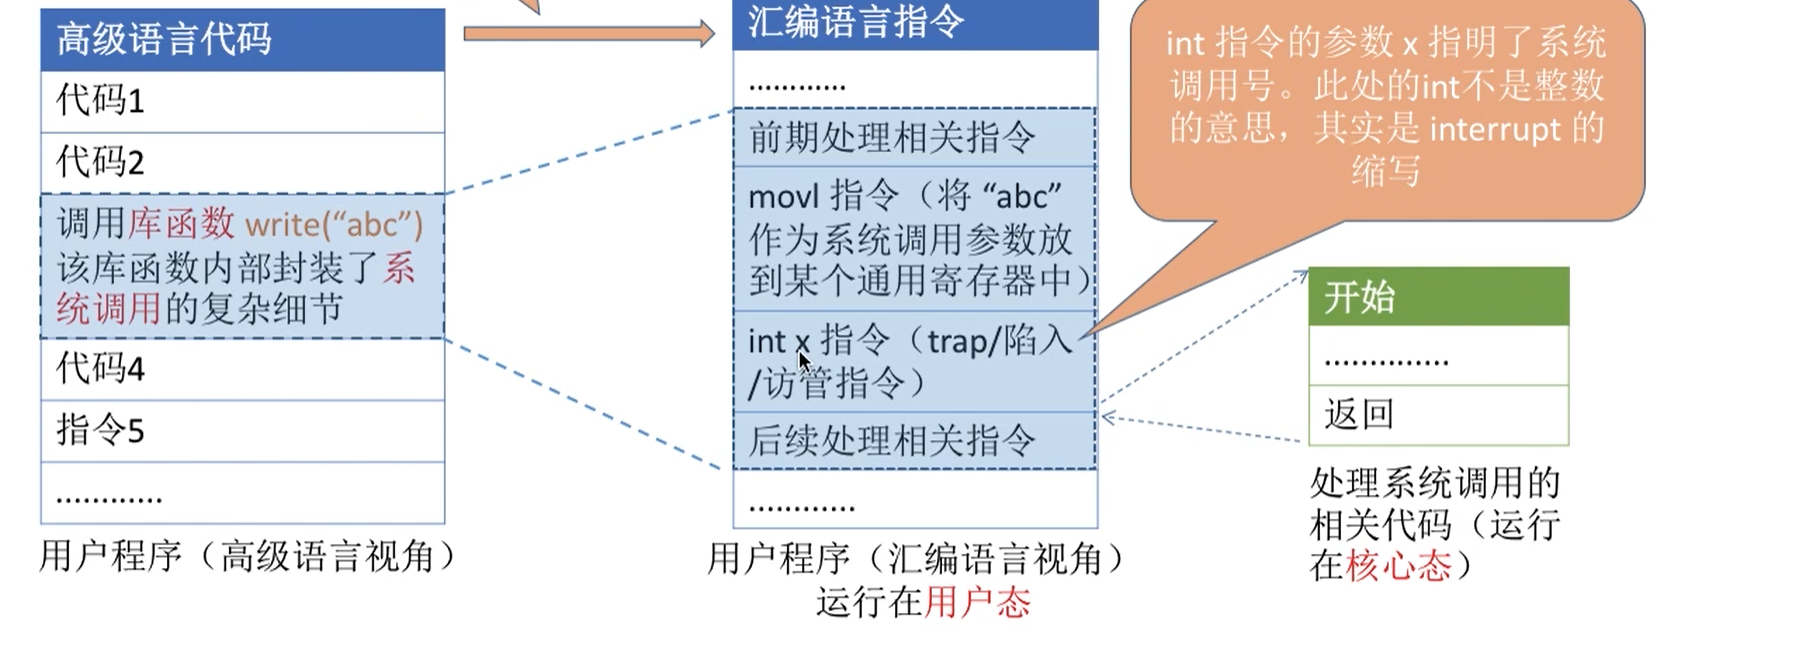 高级语言代码
代码1
代码2
调用库函数 write(“abc”)
该库函数内部封装了系
统调用的复杂细节
代码4
指令5
…………
用户程序（高级语言视角）
汇编语言指令
…………
前期处理相关指令
movl 指令（将 “abc”
作为系统调用参数放
到某个通用寄存器中）
int x 指令（trap/陷入
/访管指令）
后续处理相关指令
…………
用户程序（汇编语言视角）
运行在用户态
int 指令的参数 x 指明了系统
调用号。此处的int不是整数
的意思，其实是 interrupt 的
缩写
开始
…………..
返回
处理系统调用的
相关代码（运行
在核心态）